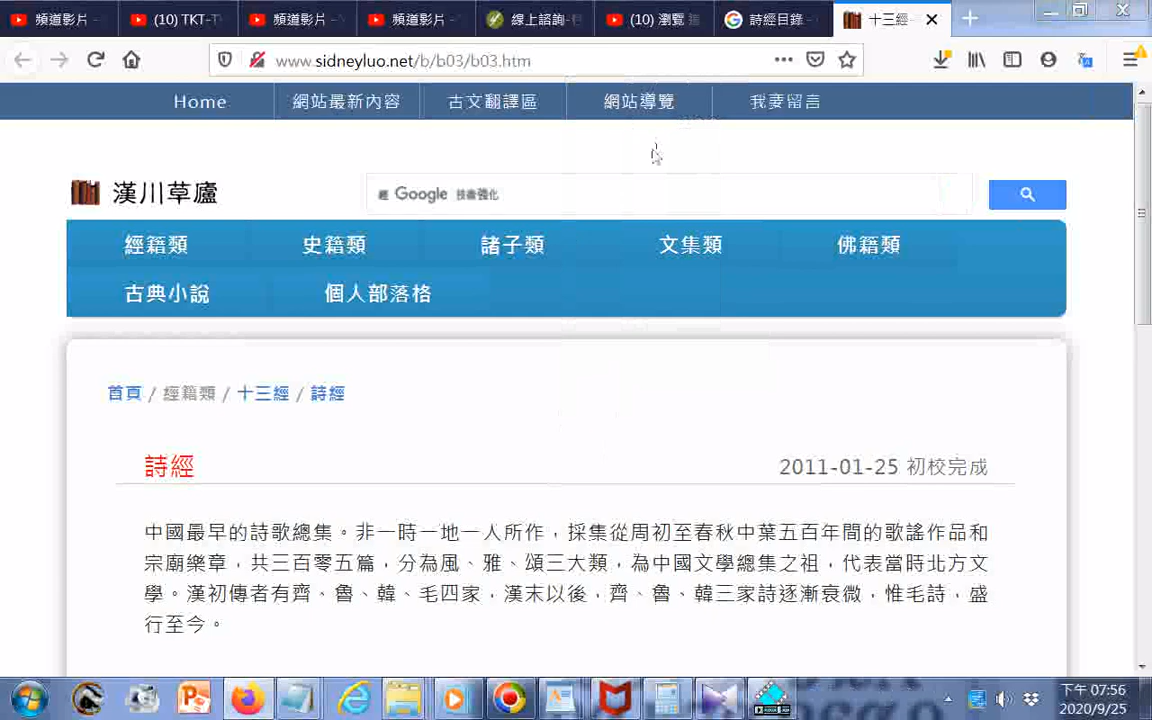 頻道影片 -
(10) TKT-T
頻道影片 -
頻道影片 -
線上諮詢-
(10) 瀏覽
詩經目錄 -
十三經-
www.sidneyluo.net/b/b03/b03.htm
Home 網站最新內容 古文翻譯區 網站導覽 我要留言
漢川草廬
Google 技術強化
經籍類 史籍類 諸子類 文集類 佛籍類
古典小說 個人部落格
首頁 / 經籍類 / 十三經 / 詩經
詩經 2011-01-25 初校完成
中國最早的詩歌總集。非一時一地一人所作，採集從周初至春秋中葉五百年間的歌謠作品和
宗廟樂章，共三百零五篇，分為風、雅、頌三大類，為中國文學總集之祖，代表當時北方文
學。漢初傳者有齊、魯、韓、毛四家，漢末以後，齊、魯、韓三家詩逐漸衰微，惟毛詩，盛
行至今。
下午 07:56
2020/9/25